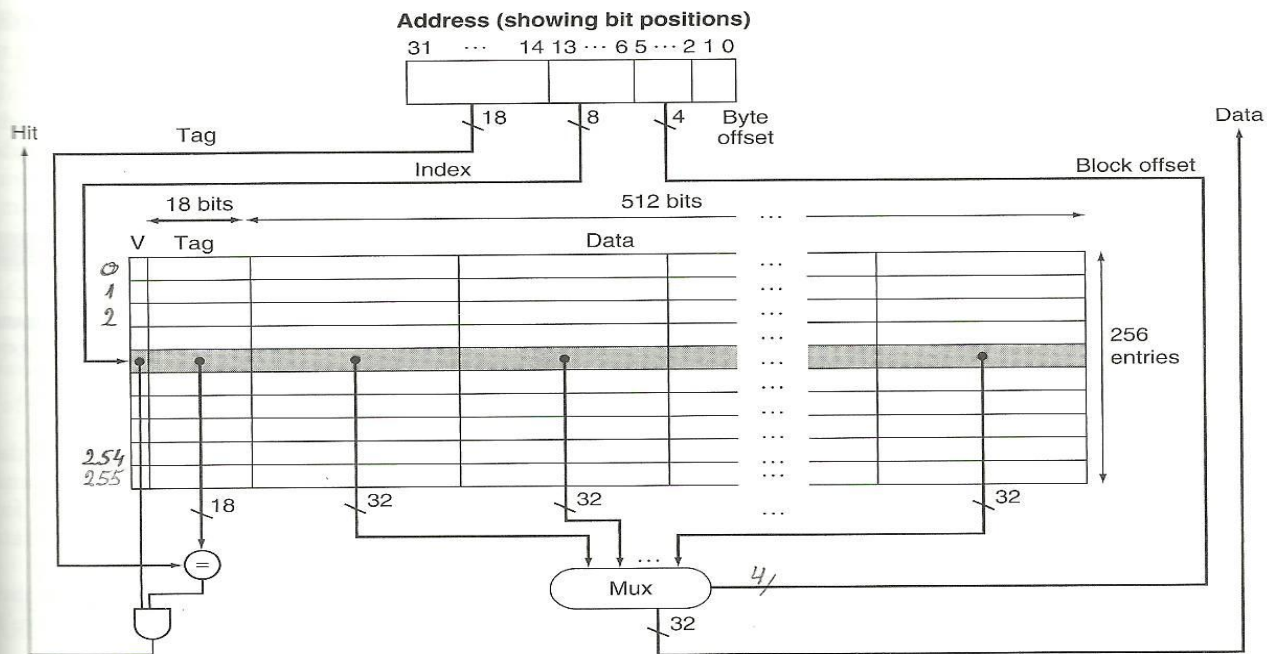 Address (showing bit positions)
31 ... 14 13 ... 6 5 ... 2 1 0
18 8 4 Byte
offset
Hit
Tag
Data
Index
Block offset
18 bits
512 bits
...
V Tag Data
0
1
2
...
...
...
...
...
...
...
...
...
256
entries
254
255
18 32 32 32
...
=
...
Mux
4
32